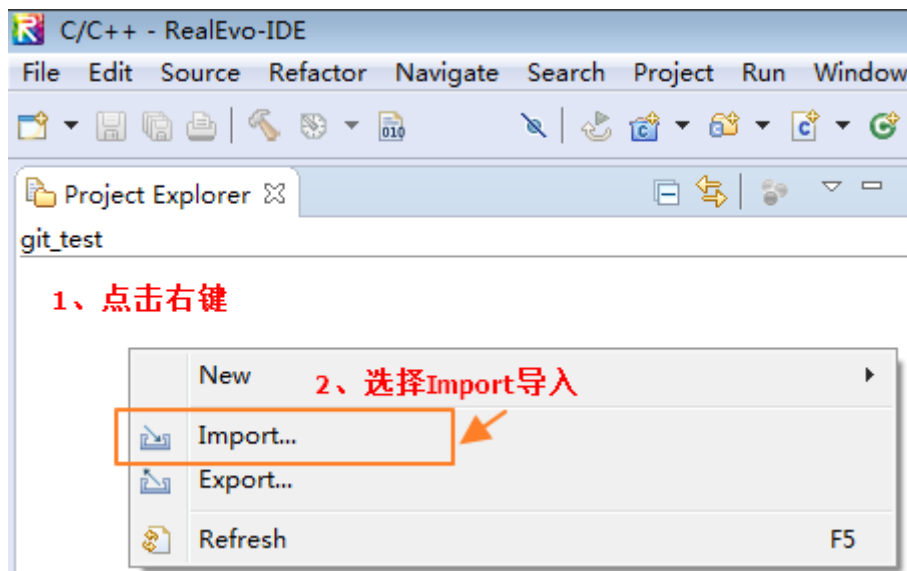 C/C++ - RealEvo-IDE
File Edit Source Refactor Navigate Search Project Run Window
010
Project Explorer
git_test
1、点击右键
New
2、选择Import导入
Import...
Export...
Refresh F5